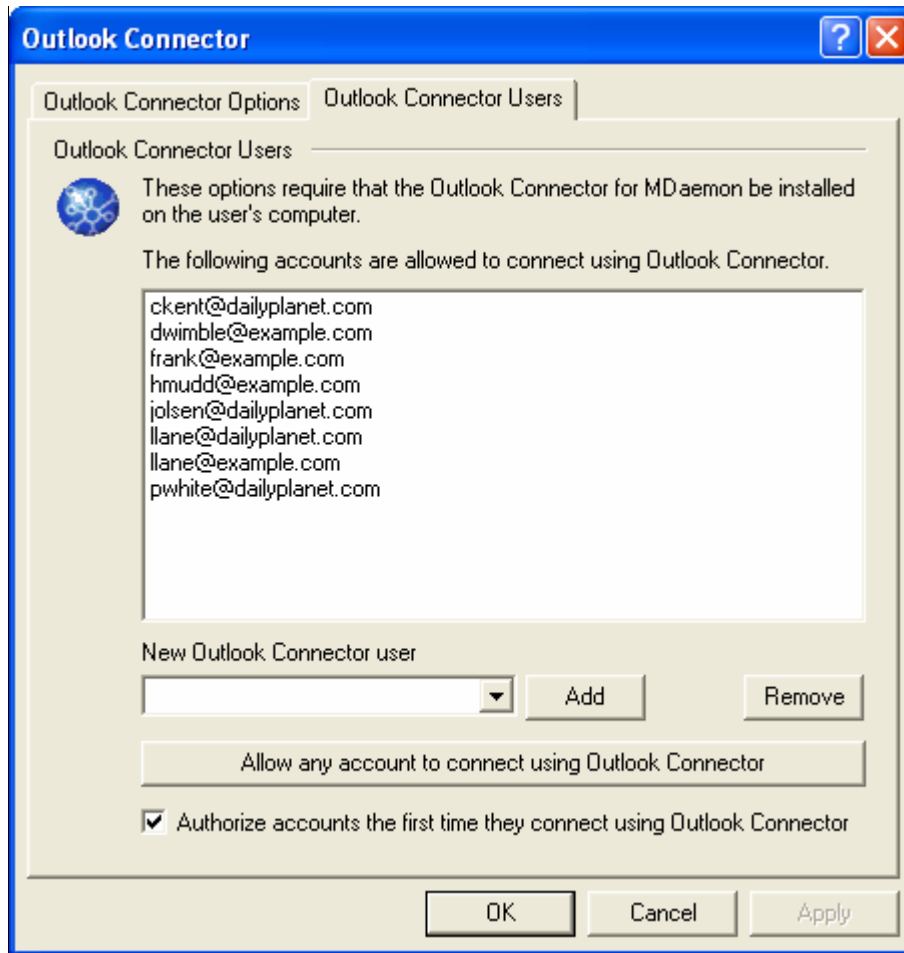 Outlook Connector
Outlook Connector Options
Outlook Connector Users
Outlook Connector Users
These options require that the Outlook Connector for MDaemon be installed
on the user's computer.
The following accounts are allowed to connect using Outlook Connector.
ckent@dailyplanet.com
dwimble@example.com
frank@example.com
hmudd@example.com
jolsen@dailyplanet.com
llane@dailyplanet.com
llane@example.com
pwhite@dailyplanet.com
New Outlook Connector user
Add
Remove
Allow any account to connect using Outlook Connector
Authorize accounts the first time they connect using Outlook Connector
OK
Cancel
Apply